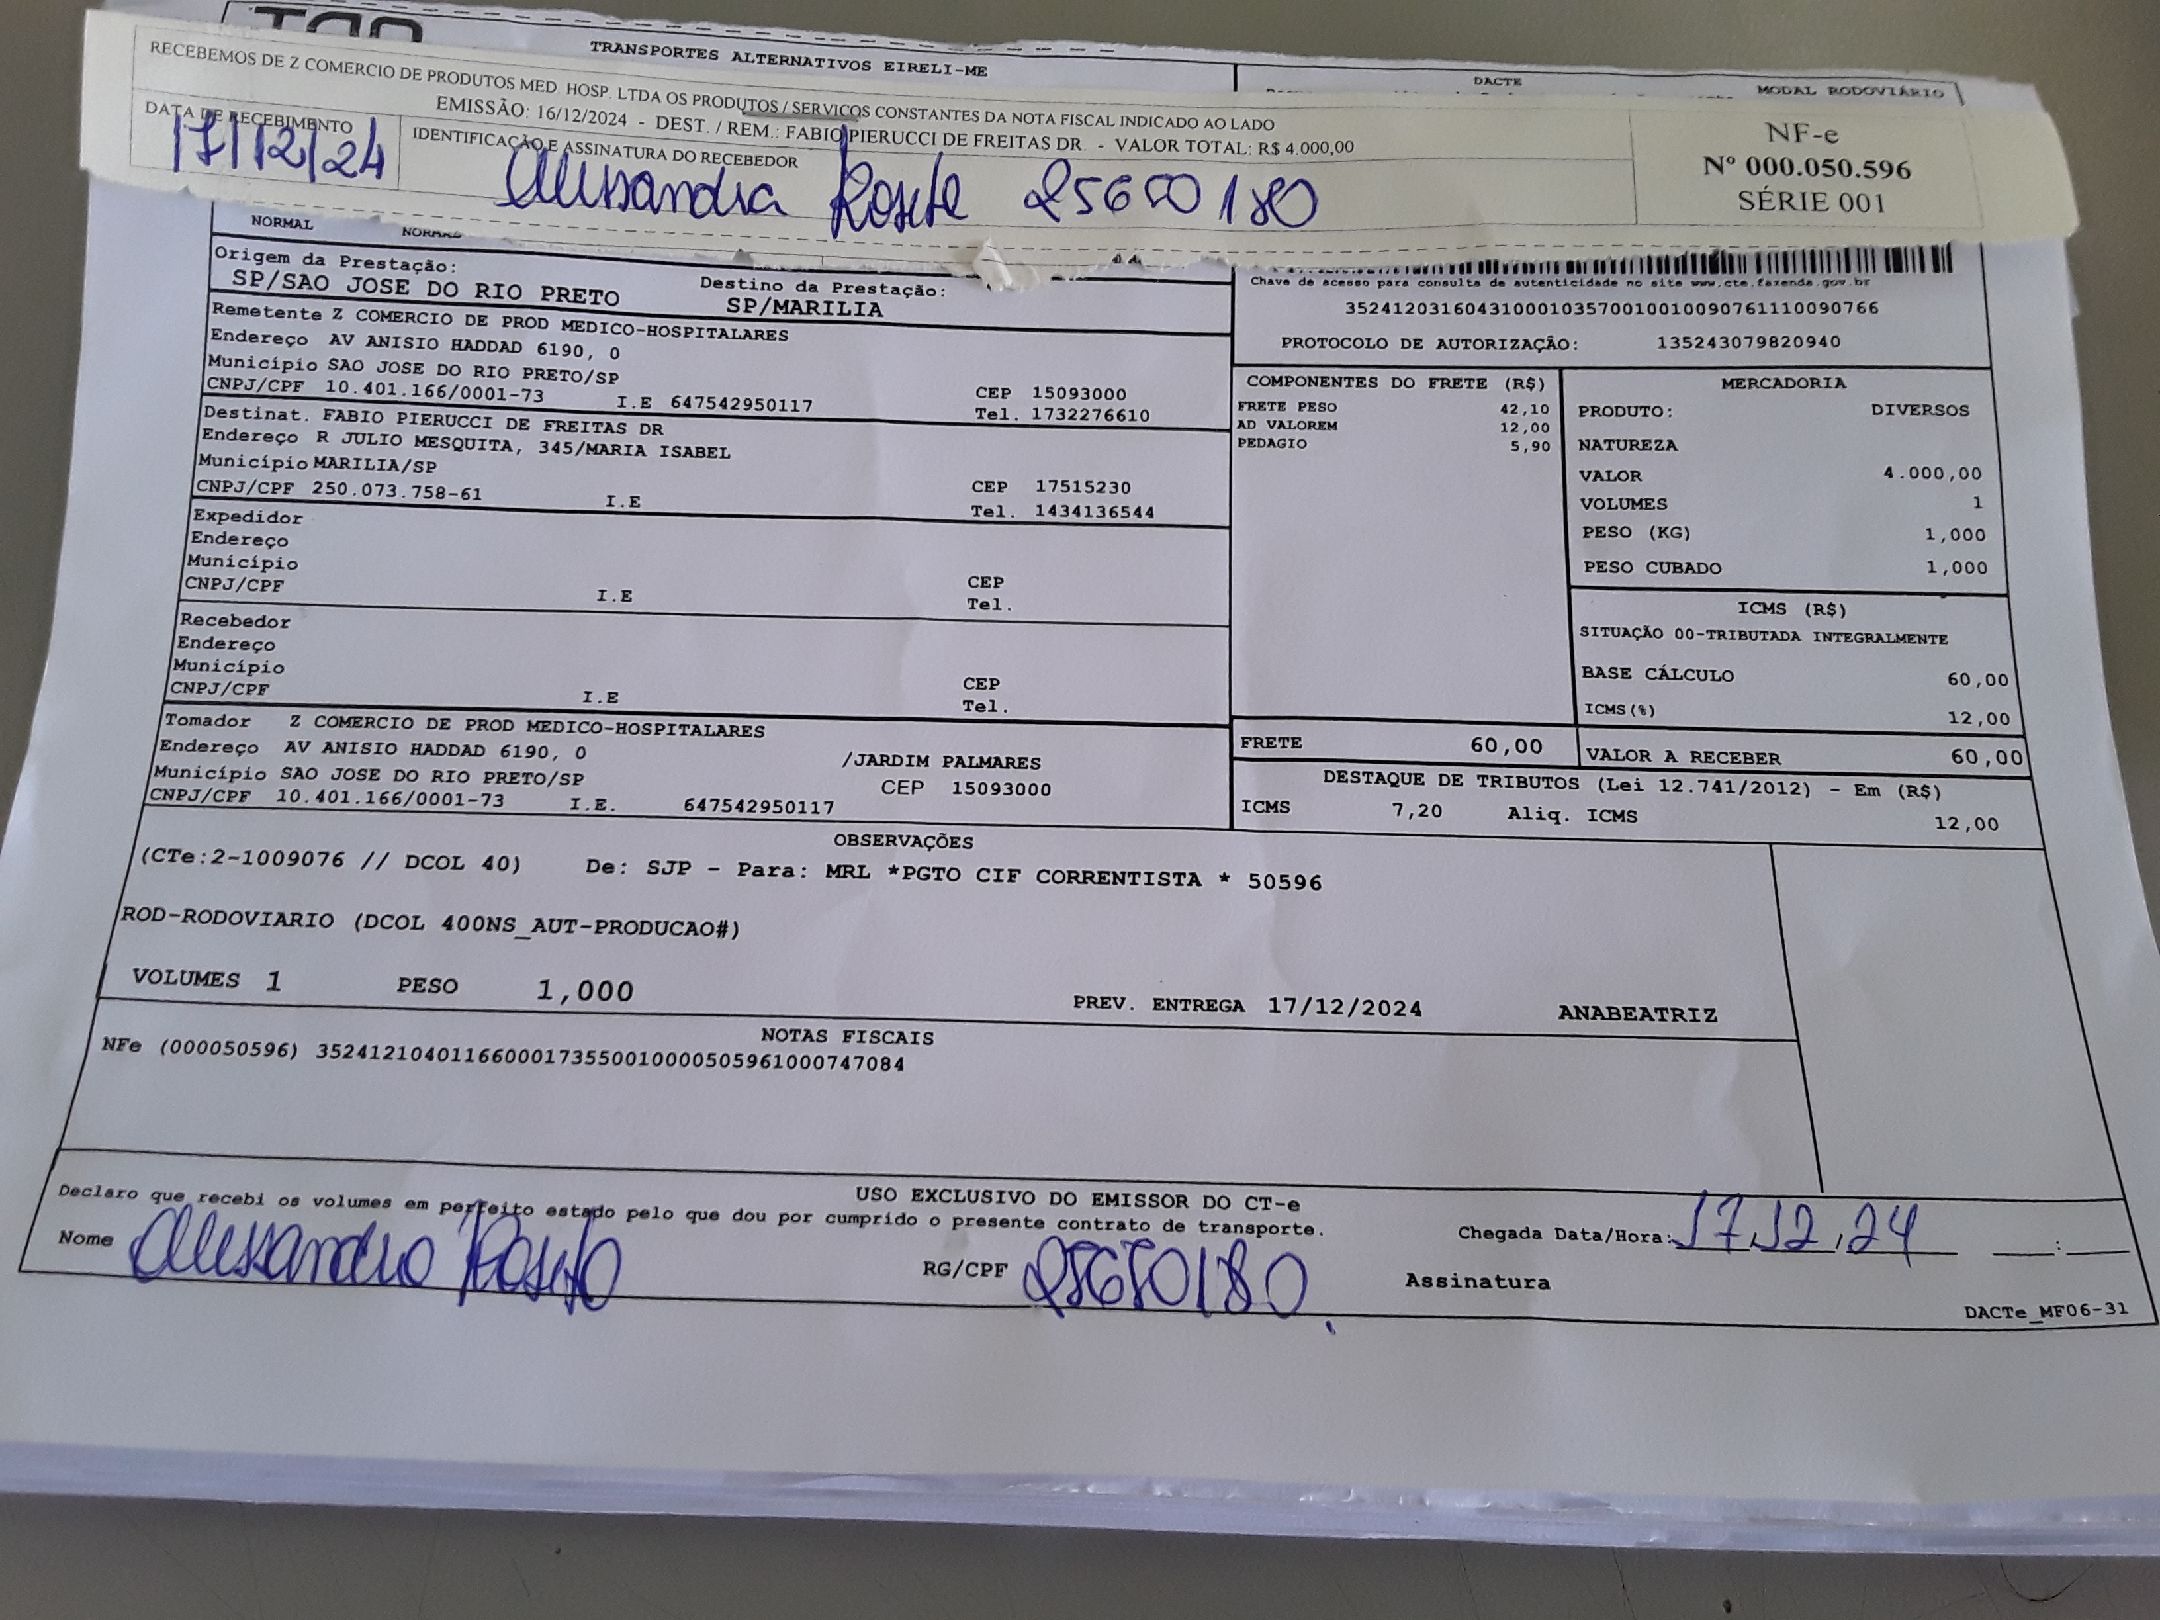 TRANSPORTES ALTERNATIVOS EIRELI-ME
DACTE
MODAL RODOVIÁRIO
RECEBEMOS DE Z COMERCIO DE PRODUTOS MED HOSP. LTDA OS PRODUTOS / SERVIÇOS CONSTANTES DA NOTA FISCAL INDICADO AO LADO
EMISSÃO: 16/12/2024 - DEST. / REM.: FABIO PIERUCCI DE FREITAS DR - VALOR TOTAL: R$ 4.000,00
DATA DE RECEBIMENTO
17/12/24
IDENTIFICAÇÃO E ASSINATURA DO RECEBEDOR
Alessandra Rosete 25650180
NF-e
Nº 000.050.596
SÉRIE 001
NORMAL NORMAL
Origem da Prestação:
SP/SAO JOSE DO RIO PRETO
Destino da Prestação:
SP/MARILIA
Chave de acesso para consulta de autenticidade no site www.cte.fazenda.gov.br
35241203160431000103570010010090761110090766
PROTOCOLO DE AUTORIZAÇÃO: 135243079820940
Remetente Z COMERCIO DE PROD MEDICO-HOSPITALARES
Endereço AV ANISIO HADDAD 6190, 0
Município SAO JOSE DO RIO PRETO/SP CEP 15093000
CNPJ/CPF 10.401.166/0001-73 I.E 647542950117 Tel. 1732276610
Destinat. FABIO PIERUCCI DE FREITAS DR
Endereço R JULIO MESQUITA, 345/MARIA ISABEL
Município MARILIA/SP CEP 17515230
CNPJ/CPF 250.073.758-61 I.E Tel. 1434136544
Expedidor
Endereço
Município CEP
CNPJ/CPF I.E Tel.
Recebedor
Endereço
Município CEP
CNPJ/CPF I.E Tel.
Tomador Z COMERCIO DE PROD MEDICO-HOSPITALARES
Endereço AV ANISIO HADDAD 6190, 0 /JARDIM PALMARES
Município SAO JOSE DO RIO PRETO/SP CEP 15093000
CNPJ/CPF 10.401.166/0001-73 I.E. 647542950117
COMPONENTES DO FRETE (R$)
FRETE PESO 42,10
AD VALOREM 12,00
PEDAGIO 5,90
MERCADORIA
PRODUTO: DIVERSOS
NATUREZA
VALOR 4.000,00
VOLUMES 1
PESO (KG) 1,000
PESO CUBADO 1,000
ICMS (R$)
SITUAÇÃO 00-TRIBUTADA INTEGRALMENTE
BASE CÁLCULO 60,00
ICMS(%) 12,00
FRETE 60,00 VALOR A RECEBER 60,00
DESTAQUE DE TRIBUTOS (Lei 12.741/2012) - Em (R$)
ICMS 7,20 Aliq. ICMS 12,00
OBSERVAÇÕES
(CTe:2-1009076 // DCOL 40) De: SJP - Para: MRL *PGTO CIF CORRENTISTA * 50596
ROD-RODOVIARIO (DCOL 400NS_AUT-PRODUCAO#)
VOLUMES 1 PESO 1,000 PREV. ENTREGA 17/12/2024 ANABEATRIZ
NOTAS FISCAIS
NFe (000050596) 35241210401166000173550010000505961000747084
USO EXCLUSIVO DO EMISSOR DO CT-e
Declaro que recebi os volumes em perfeito estado pelo que dou por cumprido o presente contrato de transporte.
Chegada Data/Hora: 17.12.24 :
Nome Alessandra Rosete RG/CPF 25650180 Assinatura
DACTe_MF06-31